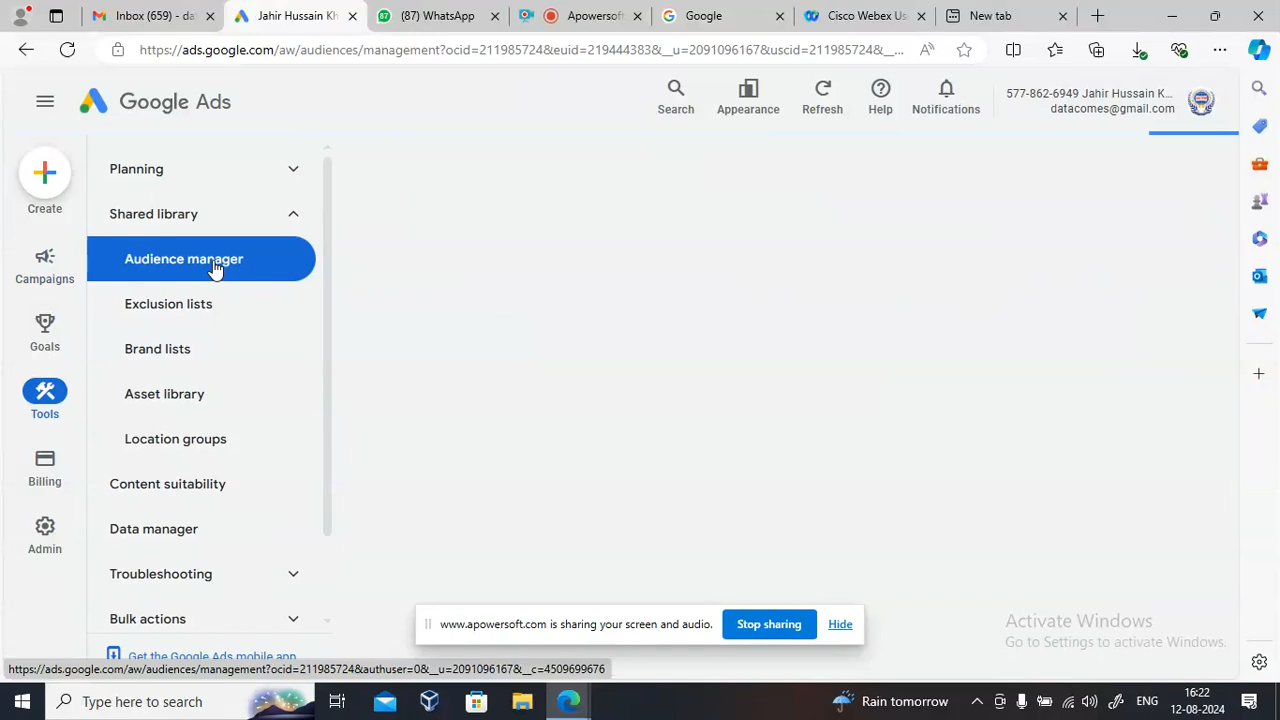 Inbox (659) - da
Jahir Hussain Kh
(87) WhatsApp
Apowersoft.
Google
Cisco Webex Us
New tab
https://ads.google.com/aw/audiences/management?ocid=211985724&euid=2194444383&__u=2091096167&uscid=211985724&__...
Google Ads
Search
Appearance
Refresh
Help
Notifications
577-862-6949 Jahir Hussain K...
datacomes@gmail.com
Create
Campaigns
Goals
Tools
Billing
Admin
Planning
Shared library
Audience manager
Exclusion lists
Brand lists
Asset library
Location groups
Content suitability
Data manager
Troubleshooting
Bulk actions
Get the Google Ads mobile app
www.apowersoft.com is sharing your screen and audio.
Stop sharing
Hide
Activate Windows
Go to Settings to activate Windows.
https://ads.google.com/aw/audiences/management?ocid=211985724&authuser=0&__u=2091096167&__c=4509699676
Type here to search
Rain tomorrow
ENG
16:22
12-08-2024